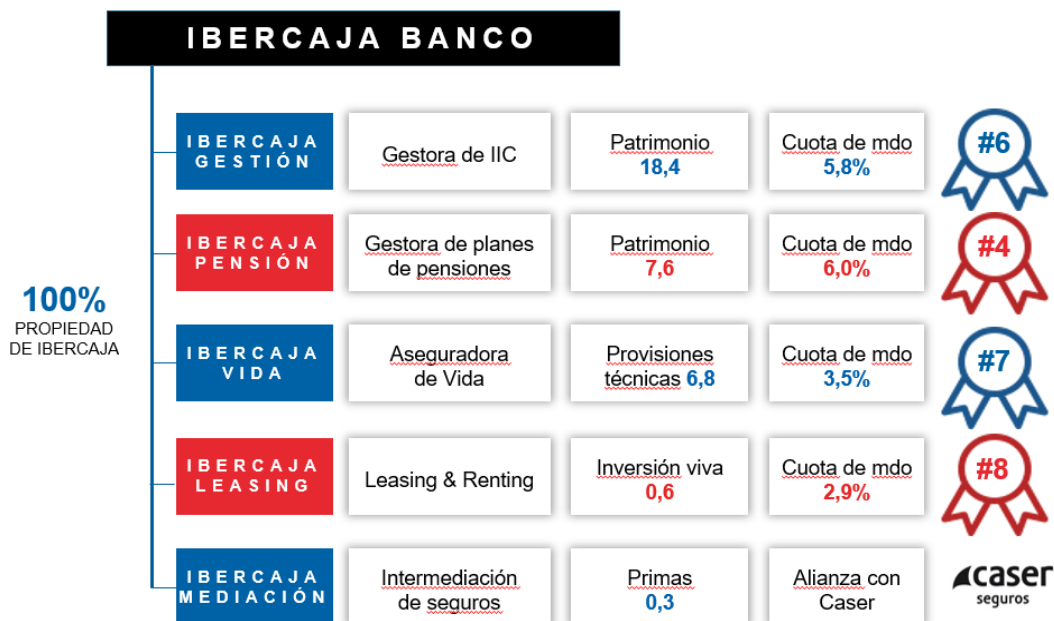 IBERCAJA BANCO
100%
PROPIEDAD
DE IBERCAJA
IBERCAJA
GESTIÓN
Gestora de IIC
Patrimonio
18,4
Cuota de mdo
5,8%
#6
IBERCAJA
PENSIÓN
Gestora de planes
de pensiones
Patrimonio
7,6
Cuota de mdo
6,0%
#4
IBERCAJA
VIDA
Aseguradora
de Vida
Provisiones
técnicas 6,8
Cuota de mdo
3,5%
#7
IBERCAJA
LEASING
Leasing & Renting
Inversión viva
0,6
Cuota de mdo
2,9%
#8
IBERCAJA
MEDIACIÓN
Intermediación
de seguros
Primas
0,3
Alianza con
Caser
caser
seguros